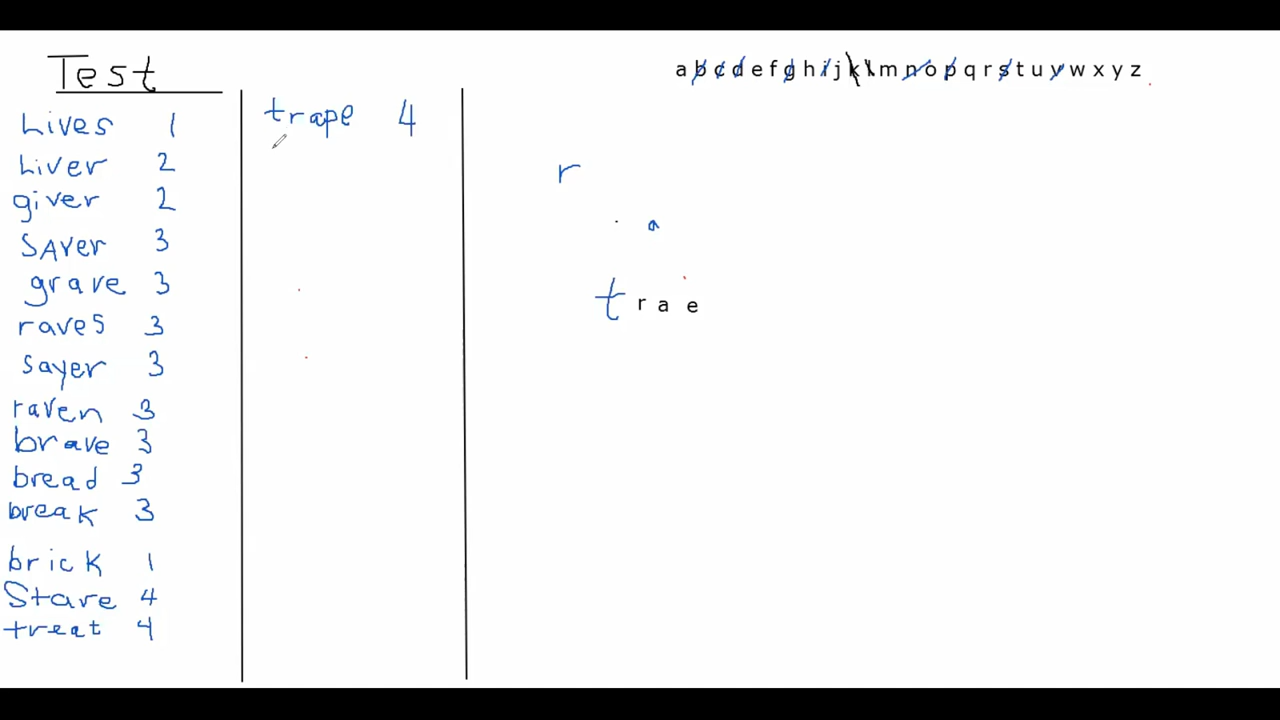 Test
a b c d e f g h i j k l m n o p q r s t u v w x y z
Lives 1
Liver 2
giver 2
SAver 3
grave 3
raves 3
sayer 3
raven 3
brave 3
bread 3
break 3
brick 1
Stare 4
treat 4
trape 4
r
a
t r a e